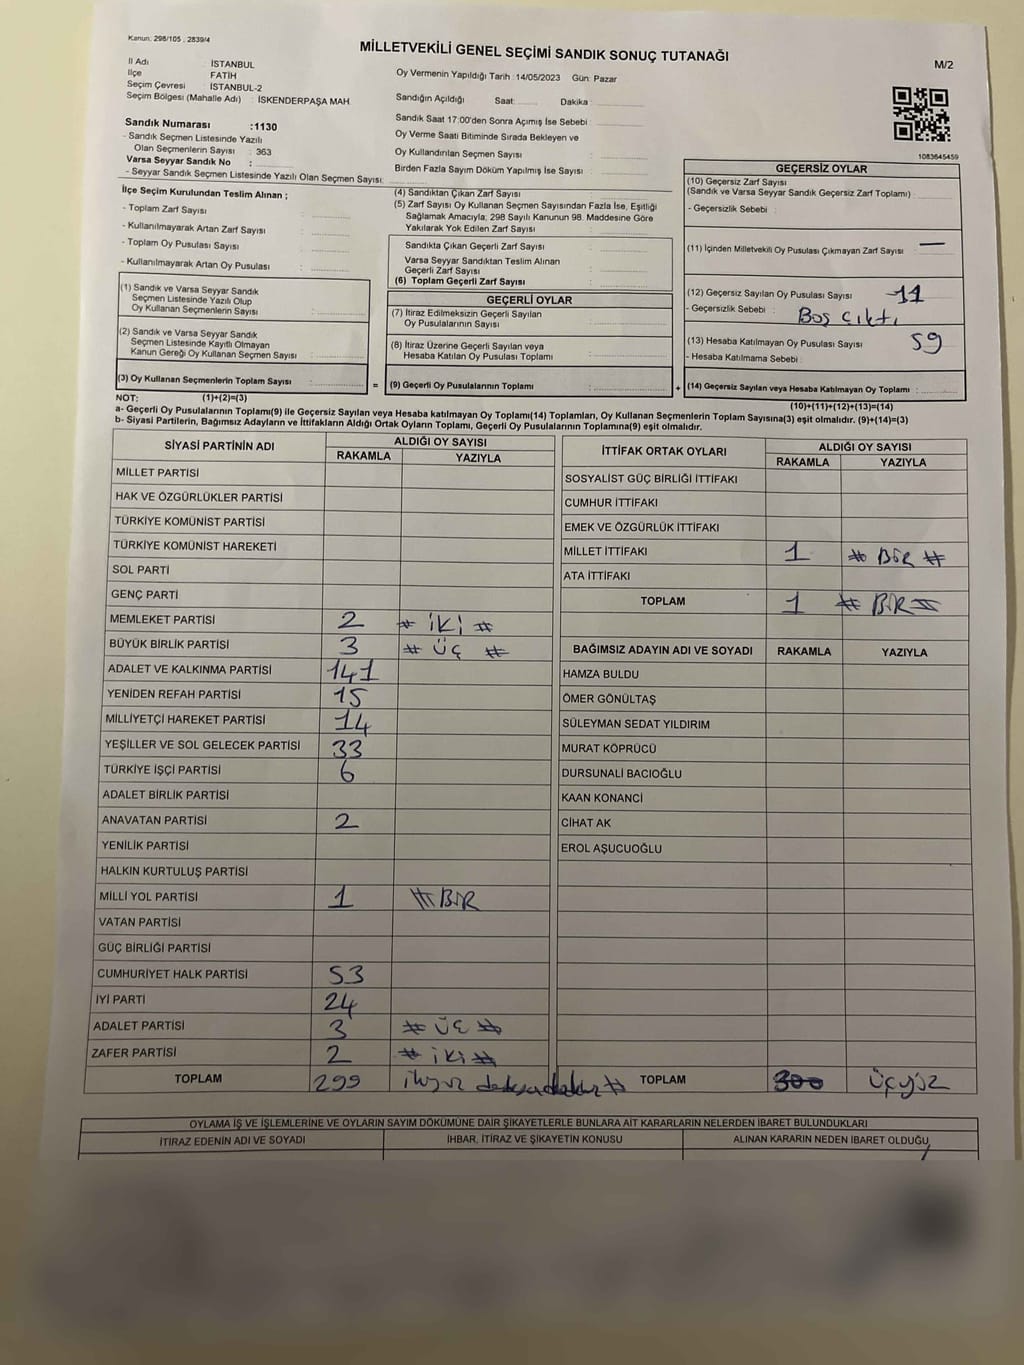 Kanun: 298/105 , 2839/4
MİLLETVEKİLİ GENEL SEÇİMİ SANDIK SONUÇ TUTANAĞI
M/2
İl Adı : İSTANBUL
İlçe FATİH
Seçim Çevresi : İSTANBUL-2
Seçim Bölgesi (Mahalle Adı) : İSKENDERPAŞA MAH.
Sandık Numarası :1130
- Sandık Seçmen Listesinde Yazılı
Olan Seçmenlerin Sayısı : 363
Varsa Seyyar Sandık No :
- Seyyar Sandık Seçmen Listesinde Yazılı Olan Seçmen Sayısı:
Oy Vermenin Yapıldığı Tarih :14/05/2023 Gün: Pazar
Sandığın Açıldığı Saat: Dakika :
Sandık Saat 17:00'den Sonra Açımış İse Sebebi :
Oy Verme Saati Bitiminde Sırada Bekleyen ve
Oy Kullandırılan Seçmen Sayısı :
Birden Fazla Sayım Döküm Yapılmış İse Sayısı :
1083645459
İlçe Seçim Kurulundan Teslim Alınan ;
- Toplam Zarf Sayısı :
- Kullanılmayarak Artan Zarf Sayısı :
- Toplam Oy Pusulası Sayısı :
- Kullanılmayarak Artan Oy Pusulası :
(1) Sandık ve Varsa Seyyar Sandık
Seçmen Listesinde Yazılı Olup
Oy Kullanan Seçmenlerin Sayısı :
(2) Sandık ve Varsa Seyyar Sandık
Seçmen Listesinde Kayıtlı Olmayan
Kanun Gereği Oy Kullanan Seçmen Sayısı :
(3) Oy Kullanan Seçmenlerin Toplam Sayısı :
(4) Sandıktan Çıkan Zarf Sayısı :
(5) Zarf Sayısı Oy Kullanan Seçmen Sayısından Fazla İse, Eşitliği
Sağlamak Amacıyla; 298 Sayılı Kanunun 98. Maddesine Göre
Yakılarak Yok Edilen Zarf Sayısı :
Sandıkta Çıkan Geçerli Zarf Sayısı :
Varsa Seyyar Sandıktan Teslim Alınan
Geçerli Zarf Sayısı :
(6) Toplam Geçerli Zarf Sayısı :
GEÇERLİ OYLAR
(7) İtiraz Edilmeksizin Geçerli Sayılan
Oy Pusulalarının Sayısı :
(8) İtiraz Üzerine Geçerli Sayılan veya
Hesaba Katılan Oy Pusulası Toplamı :
= (9) Geçerli Oy Pusulalarının Toplamı :
GEÇERSİZ OYLAR
(10) Geçersiz Zarf Sayısı
(Sandık ve Varsa Seyyar Sandık Geçersiz Zarf Toplamı) :
- Geçersizlik Sebebi :
(11) İçinden Milletvekili Oy Pusulası Çıkmayan Zarf Sayısı : —
(12) Geçersiz Sayılan Oy Pusulası Sayısı : 11
- Geçersizlik Sebebi : Boş çıktı
(13) Hesaba Katılmayan Oy Pusulası Sayısı : 59
- Hesaba Katılmama Sebebi :
+ (14) Geçersiz Sayılan veya Hesaba Katılmayan Oy Toplamı :
NOT: (1)+(2)=(3) (10)+(11)+(12)+(13)=(14)
a- Geçerli Oy Pusulalarının Toplamı(9) ile Geçersiz Sayılan veya Hesaba katılmayan Oy Toplamı(14) Toplamları, Oy Kullanan Seçmenlerin Toplam Sayısına(3) eşit olmalıdır. (9)+(14)=(3)
b- Siyasi Partilerin, Bağımsız Adayların ve İttifakların Aldığı Ortak Oyların Toplamı, Geçerli Oy Pusulalarının Toplamına(9) eşit olmalıdır.
SİYASİ PARTİNİN ADI ALDIĞI OY SAYISI
RAKAMLA YAZIYLA
MİLLET PARTİSİ
HAK VE ÖZGÜRLÜKLER PARTİSİ
TÜRKİYE KOMÜNİST PARTİSİ
TÜRKİYE KOMÜNİST HAREKETİ
SOL PARTİ
GENÇ PARTİ
MEMLEKET PARTİSİ 2 # İKİ #
BÜYÜK BİRLİK PARTİSİ 3 # ÜÇ #
ADALET VE KALKINMA PARTİSİ 141
YENİDEN REFAH PARTİSİ 15
MİLLİYETÇİ HAREKET PARTİSİ 14
YEŞİLLER VE SOL GELECEK PARTİSİ 33
TÜRKİYE İŞÇİ PARTİSİ 6
ADALET BİRLİK PARTİSİ
ANAVATAN PARTİSİ 2
YENİLİK PARTİSİ
HALKIN KURTULUŞ PARTİSİ
MİLLİ YOL PARTİSİ 1 # BİR
VATAN PARTİSİ
GÜÇ BİRLİĞİ PARTİSİ
CUMHURİYET HALK PARTİSİ 53
İYİ PARTİ 24
ADALET PARTİSİ 3 # ÜÇ #
ZAFER PARTİSİ 2 # İKİ #
TOPLAM 299
İTTİFAK ORTAK OYLARI ALDIĞI OY SAYISI
RAKAMLA YAZIYLA
SOSYALİST GÜÇ BİRLİĞİ İTTİFAKI
CUMHUR İTTİFAKI
EMEK VE ÖZGÜRLÜK İTTİFAKI
MİLLET İTTİFAKI 1 # BİR #
ATA İTTİFAKI
TOPLAM 1 # BİR #
BAĞIMSIZ ADAYIN ADI VE SOYADI RAKAMLA YAZIYLA
HAMZA BULDU
ÖMER GÖNÜLTAŞ
SÜLEYMAN SEDAT YILDIRIM
MURAT KÖPRÜCÜ
DURSUNALİ BACIOĞLU
KAAN KONANCİ
CİHAT AK
EROL AŞUCUOĞLU
TOPLAM 300 üçyüz
OYLAMA İŞ VE İŞLEMLERİNE VE OYLARIN SAYIM DÖKÜMÜNE DAİR ŞİKAYETLERLE BUNLARA AİT KARARLARIN NELERDEN İBARET BULUNDUKLARI
İTİRAZ EDENİN ADI VE SOYADI İHBAR, İTİRAZ VE ŞİKAYETİN KONUSU ALINAN KARARIN NEDEN İBARET OLDUĞU